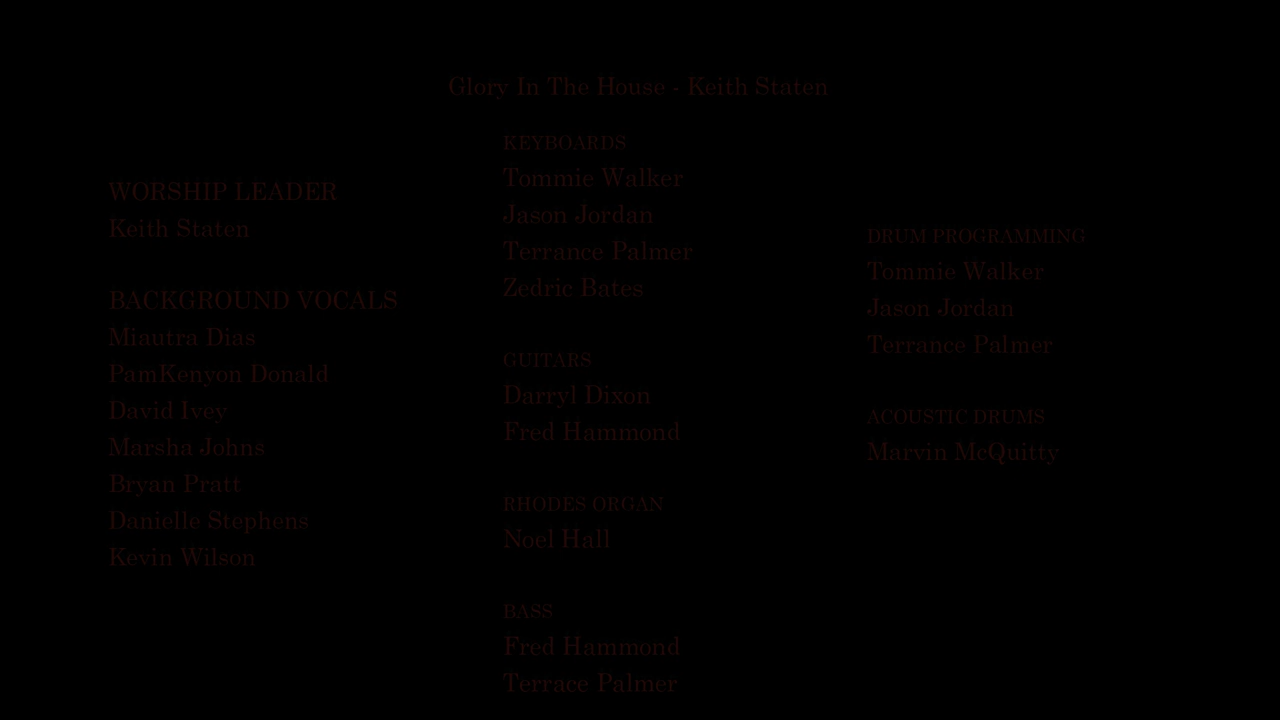 Glory In The House - Keith Staten
WORSHIP LEADER
Keith Staten
BACKGROUND VOCALS
Miautra Dias
PamKenyon Donald
David Ivey
Marsha Johns
Bryan Pratt
Danielle Stephens
Kevin Wilson
KEYBOARDS
Tommie Walker
Jason Jordan
Terrance Palmer
Zedric Bates
GUITARS
Darryl Dixon
Fred Hammond
RHODES ORGAN
Noel Hall
BASS
Fred Hammond
Terrace Palmer
DRUM PROGRAMMING
Tommie Walker
Jason Jordan
Terrance Palmer
ACOUSTIC DRUMS
Marvin McQuitty